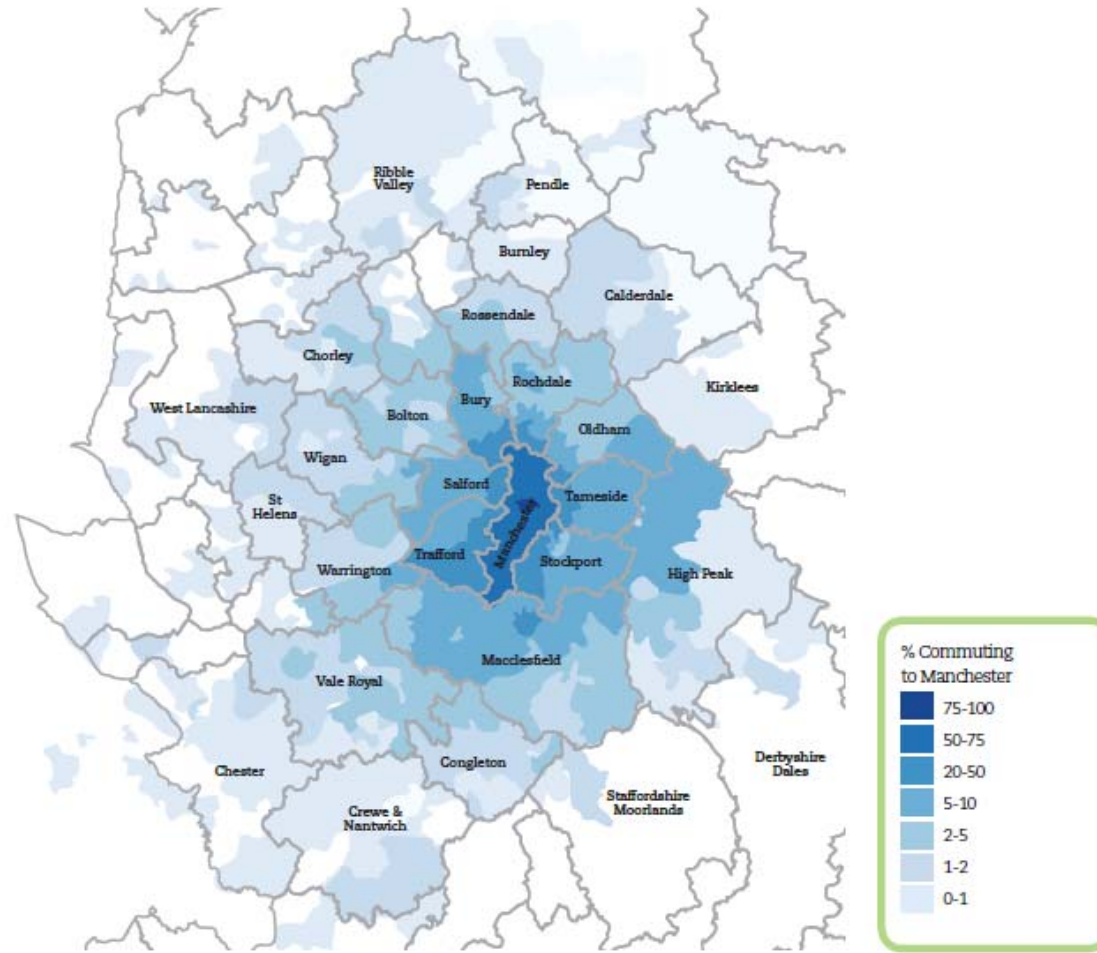 Ribble
Valley
Pendle
Burnley
Calderdale
Rossendale
Chorley
Rochdale
Kirklees
Bury
West Lancashire
Bolton
Oldham
Wigan
Salford
Tameside
St
Helens
Manchester
Trafford
Stockport
Warrington
High Peak
Macclesfield
Vale Royal
Chester
Congleton
Derbyshire
Dales
Staffordshire
Moorlands
Crewe &
Nantwich
% Commuting
to Manchester
75-100
50-75
20-50
5-10
2-5
1-2
0-1